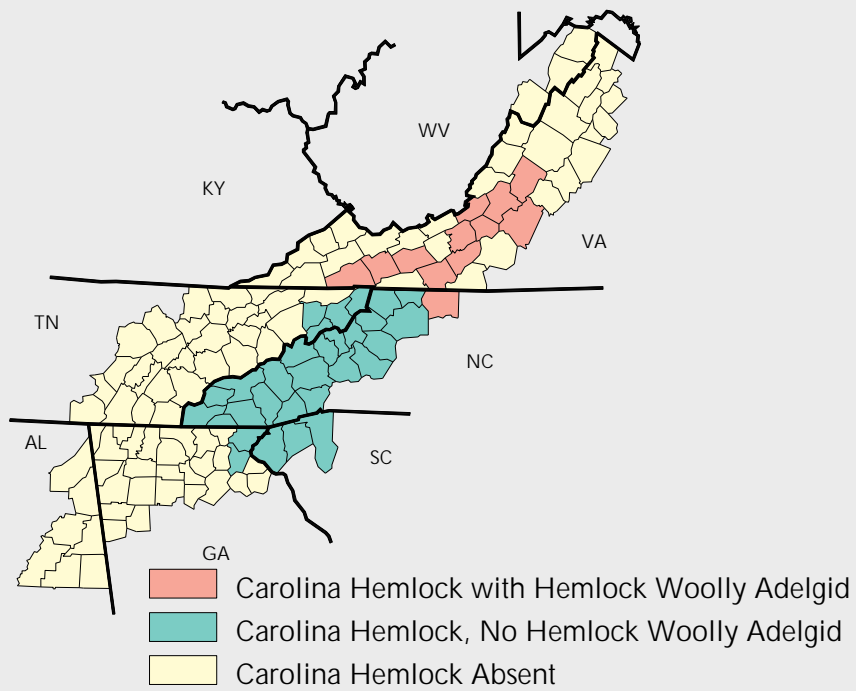 WV
KY
VA
TN
NC
AL
SC
GA
Carolina Hemlock with Hemlock Woolly Adelgid
Carolina Hemlock, No Hemlock Woolly Adelgid
Carolina Hemlock Absent